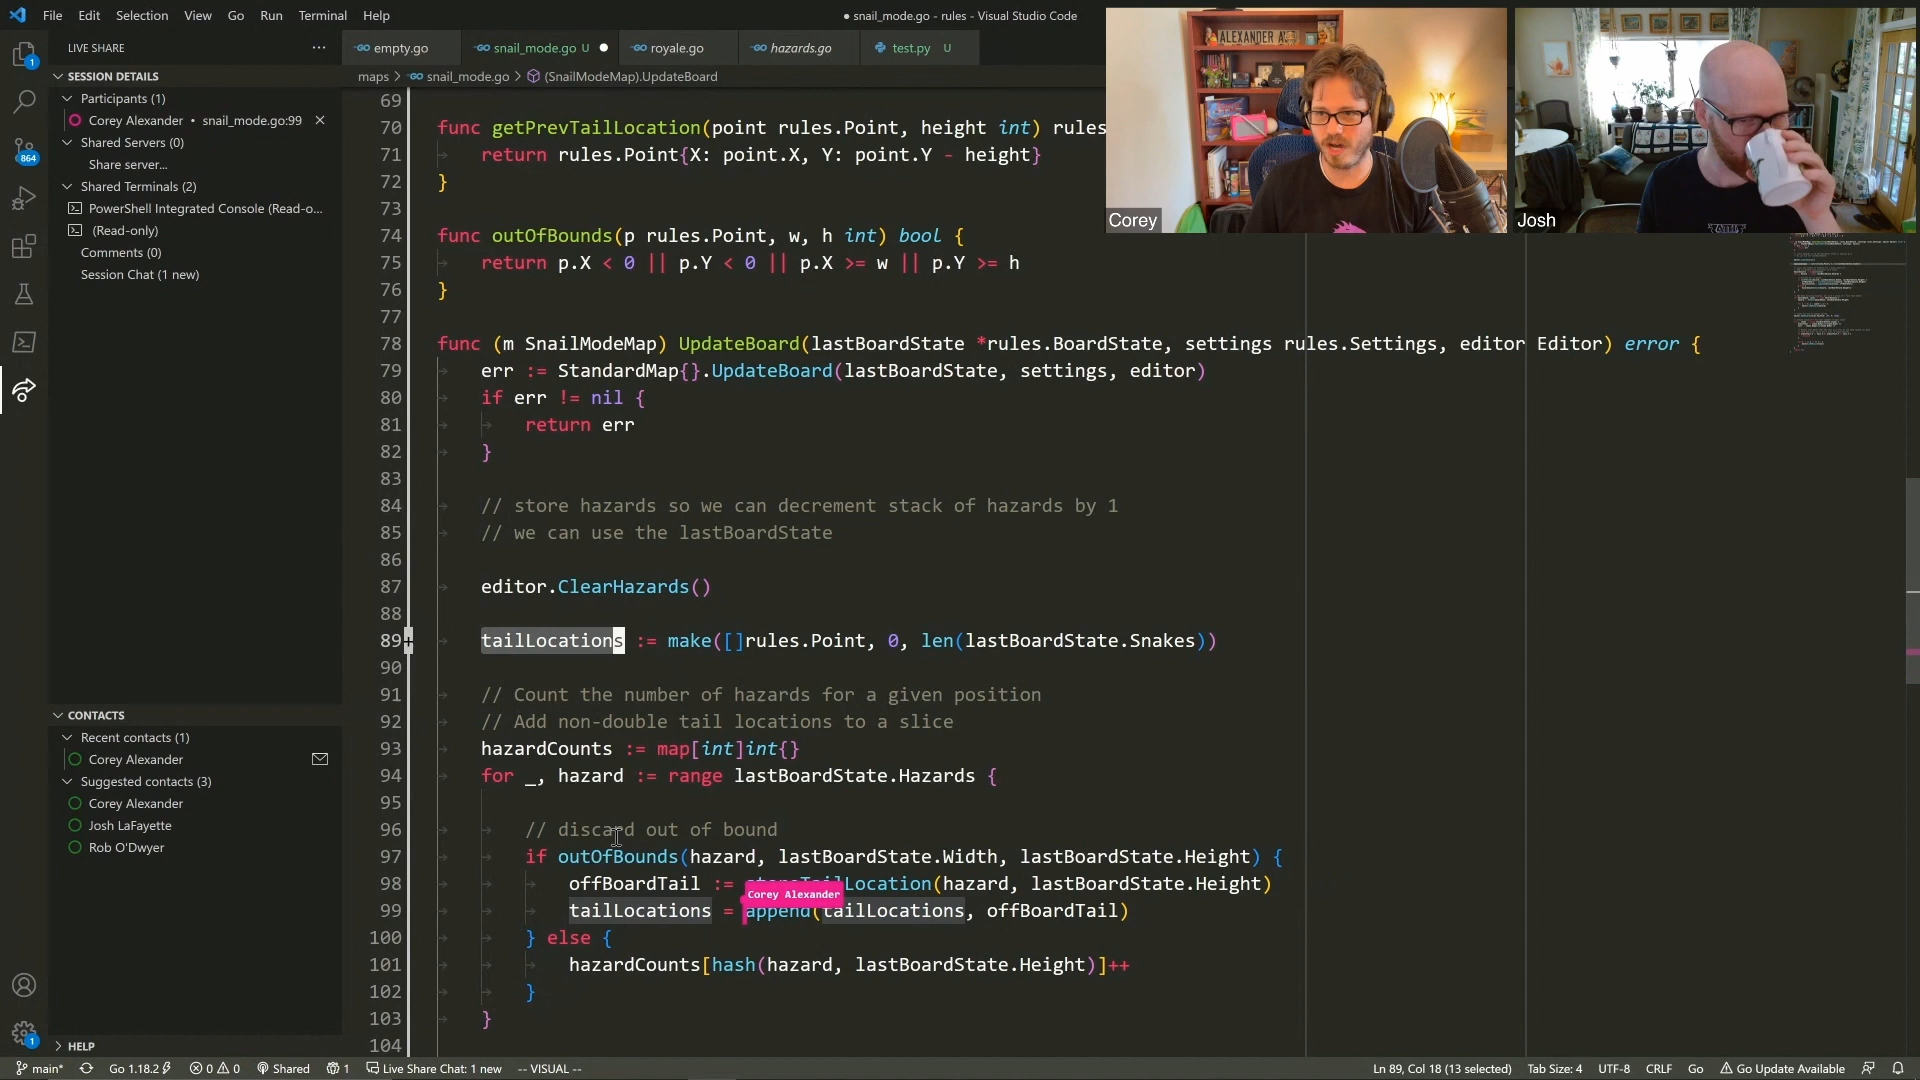 File Edit Selection View Go Run Terminal Help
● snail_mode.go - rules - Visual Studio Code
LIVE SHARE
SESSION DETAILS
Participants (1)
Corey Alexander • snail_mode.go:99
Shared Servers (0)
Share server...
Shared Terminals (2)
PowerShell Integrated Console (Read-o...
(Read-only)
Comments (0)
Session Chat (1 new)
CONTACTS
Recent contacts (1)
Corey Alexander
Suggested contacts (3)
Corey Alexander
Josh LaFayette
Rob O'Dwyer
HELP
1
864
1
empty.go
snail_mode.go U ●
royale.go
hazards.go
test.py U
maps > snail_mode.go > (SnailModeMap).UpdateBoard
69
70 func getPrevTailLocation(point rules.Point, height int) rules
71 return rules.Point{X: point.X, Y: point.Y - height}
72 }
73
74 func outOfBounds(p rules.Point, w, h int) bool {
75 return p.X < 0 || p.Y < 0 || p.X >= w || p.Y >= h
76 }
77
78 func (m SnailModeMap) UpdateBoard(lastBoardState *rules.BoardState, settings rules.Settings, editor Editor) error {
79 err := StandardMap{}.UpdateBoard(lastBoardState, settings, editor)
80 if err != nil {
81 return err
82 }
83
84 // store hazards so we can decrement stack of hazards by 1
85 // we can use the lastBoardState
86
87 editor.ClearHazards()
88
89 tailLocations := make([]rules.Point, 0, len(lastBoardState.Snakes))
90
91 // Count the number of hazards for a given position
92 // Add non-double tail locations to a slice
93 hazardCounts := map[int]int{}
94 for _, hazard := range lastBoardState.Hazards {
95
96 // discard out of bound
97 if outOfBounds(hazard, lastBoardState.Width, lastBoardState.Height) {
98 offBoardTail := storeTailLocation(hazard, lastBoardState.Height)
Corey Alexander
99 tailLocations = append(tailLocations, offBoardTail)
100 } else {
101 hazardCounts[hash(hazard, lastBoardState.Height)]++
102 }
103 }
104
Corey
Josh
main* Go 1.18.2 0 0 Shared 1 Live Share Chat: 1 new -- VISUAL --
Ln 89, Col 18 (13 selected) Tab Size: 4 UTF-8 CRLF Go Go Update Available